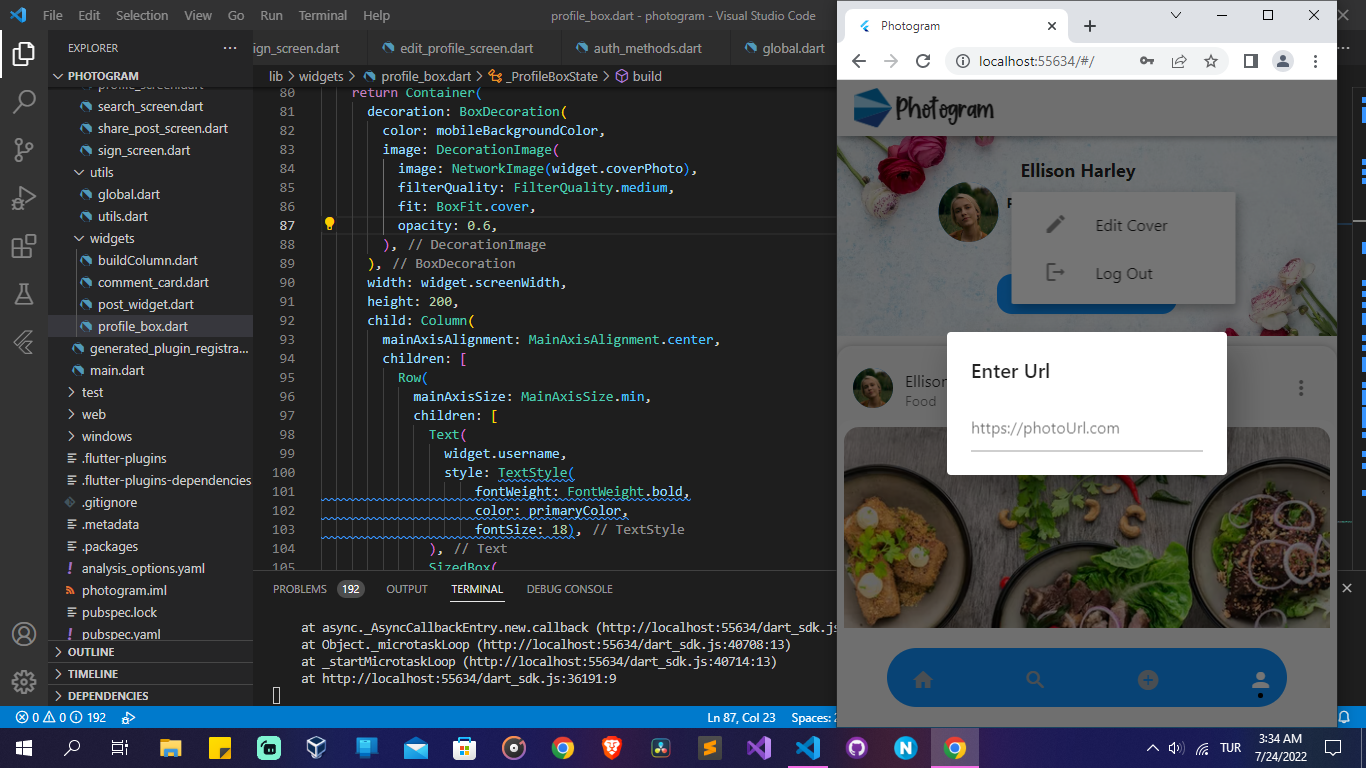 File Edit Selection View Go Run Terminal Help
profile_box.dart - photogram - Visual Studio Code
EXPLORER
PHOTOGRAM
profile_screen.dart
search_screen.dart
share_post_screen.dart
sign_screen.dart
utils
global.dart
utils.dart
widgets
buildColumn.dart
comment_card.dart
post_widget.dart
profile_box.dart
generated_plugin_registra...
main.dart
test
web
windows
.flutter-plugins
.flutter-plugins-dependencies
.gitignore
.metadata
.packages
analysis_options.yaml
photogram.iml
pubspec.lock
pubspec.yaml
OUTLINE
TIMELINE
DEPENDENCIES
ign_screen.dart edit_profile_screen.dart auth_methods.dart global.dart
lib > widgets > profile_box.dart > _ProfileBoxState > build
80 return Container(
81 decoration: BoxDecoration(
82 color: mobileBackgroundColor,
83 image: DecorationImage(
84 image: NetworkImage(widget.coverPhoto),
85 filterQuality: FilterQuality.medium,
86 fit: BoxFit.cover,
87 opacity: 0.6,
88 ), // DecorationImage
89 ), // BoxDecoration
90 width: widget.screenWidth,
91 height: 200,
92 child: Column(
93 mainAxisAlignment: MainAxisAlignment.center,
94 children: [
95 Row(
96 mainAxisSize: MainAxisSize.min,
97 children: [
98 Text(
99 widget.username,
100 style: TextStyle(
101 fontWeight: FontWeight.bold,
102 color: primaryColor,
103 fontSize: 18), // TextStyle
104 ), // Text
105 SizedBox(
PROBLEMS 192 OUTPUT TERMINAL DEBUG CONSOLE
at async._AsyncCallbackEntry.new.callback (http://localhost:55634/dart_sdk.js
at Object._microtaskLoop (http://localhost:55634/dart_sdk.js:40708:13)
at _startMicrotaskLoop (http://localhost:55634/dart_sdk.js:40714:13)
at http://localhost:55634/dart_sdk.js:36191:9
0 0 192
Ln 87, Col 23 Spaces: 2
Photogram
localhost:55634/#/
Photogram
Ellison Harley
Edit Cover
Log Out
Ellison
Food
Enter Url
https://photoUrl.com
TUR
3:34 AM
7/24/2022